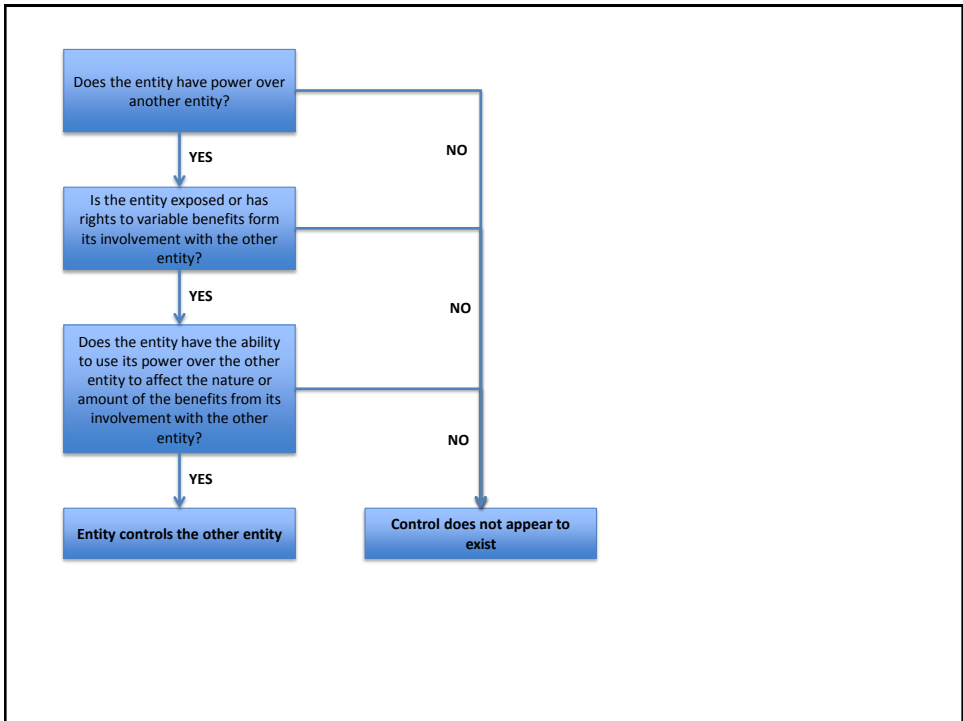 Does the entity have power over
another entity?
NO
YES
Is the entity exposed or has
rights to variable benefits form
its involvement with the other
entity?
YES
NO
Does the entity have the ability
to use its power over the other
entity to affect the nature or
amount of the benefits from its
involvement with the other
entity?
NO
YES
Entity controls the other entity
Control does not appear to
exist